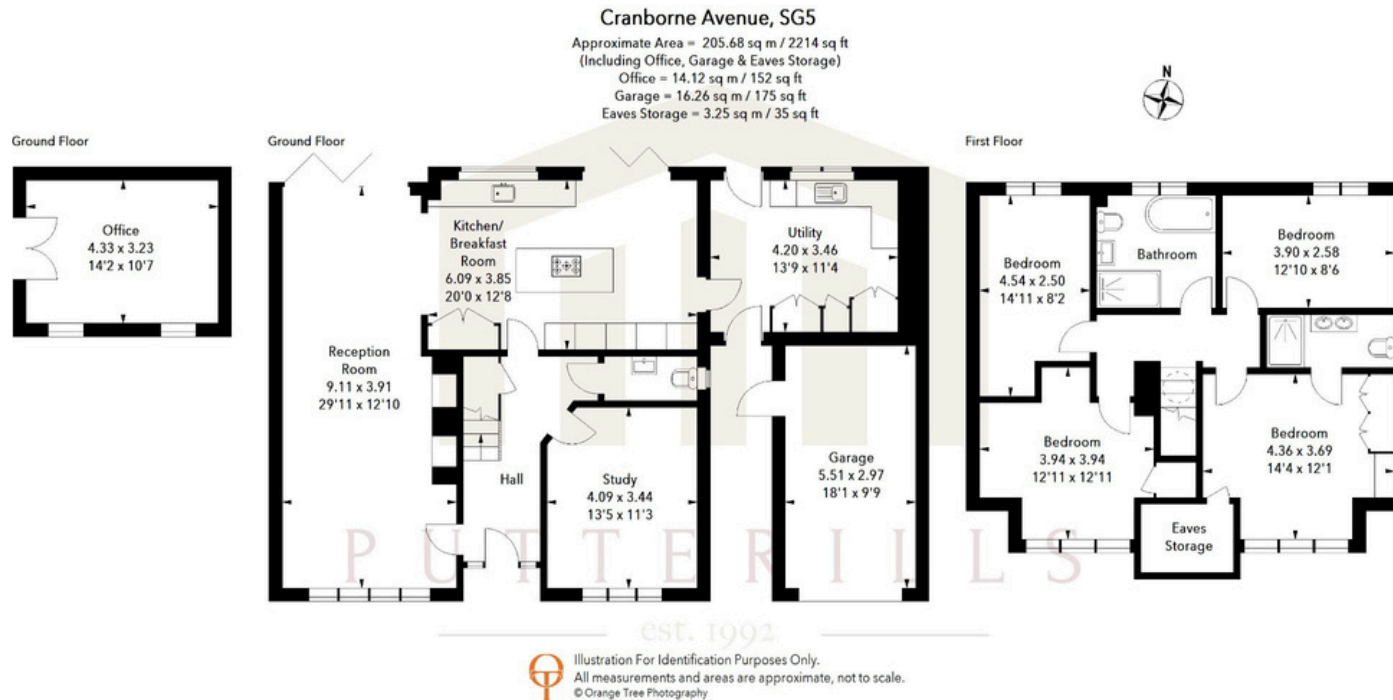 Cranborne Avenue, SG5
Approximate Area = 205.68 sq m / 2214 sq ft
(Including Office, Garage & Eaves Storage)
Office = 14.12 sq m / 152 sq ft
Garage = 16.26 sq m / 175 sq ft
Eaves Storage = 3.25 sq m / 35 sq ft
N
Ground Floor
Office
4.33 x 3.23
14'2 x 10'7
Ground Floor
Kitchen/
Breakfast
Room
6.09 x 3.85
20'0 x 12'8
Utility
4.20 x 3.46
13'9 x 11'4
Reception
Room
9.11 x 3.91
29'11 x 12'10
Hall
Study
4.09 x 3.44
13'5 x 11'3
Garage
5.51 x 2.97
18'1 x 9'9
First Floor
Bedroom
4.54 x 2.50
14'11 x 8'2
Bathroom
Bedroom
3.90 x 2.58
12'10 x 8'6
Bedroom
3.94 x 3.94
12'11 x 12'11
Bedroom
4.36 x 3.69
14'4 x 12'1
Eaves
Storage
PUTTERILLS
est. 1992
Illustration For Identification Purposes Only.
All measurements and areas are approximate, not to scale.
© Orange Tree Photography